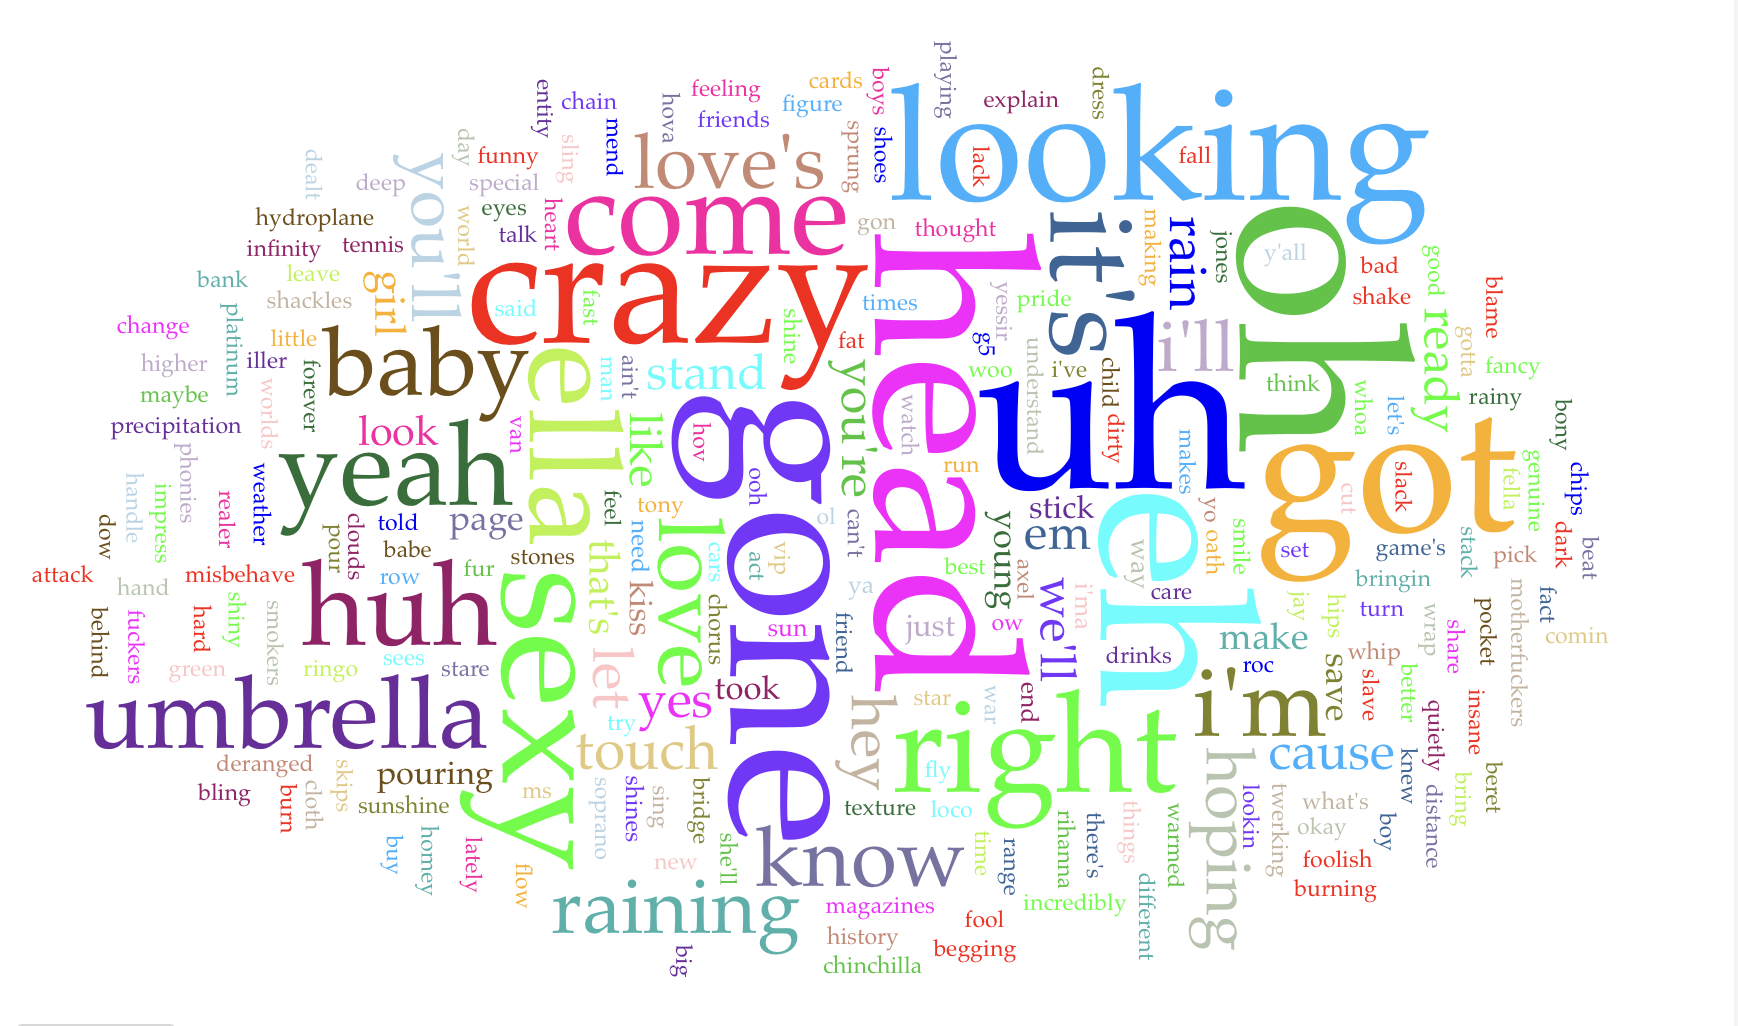 playing
looking
boys
cards
feeling
dress
explain
entity
chain
hova
friends
figure
mend
sprung
shoes
lack
fall
day
funny
sling
love's
dealt
deep
you'll
special
come
hydroplane
world
eyes
heart
gon
thought
it's
making
rain
oh
infinity
tennis
talk
jones
y'all
good
bad
bank
leave
girl
crazy
head
yessir
pride
shake
blame
shackles
said
fast
times
change
platinum
little
shine
uh
i'll
ready
gotta
higher
iller
baby
ella
fat
g5
understand
maybe
worlds
forever
man
ain't
stand
you're
woo
i've
child
think
whoa
fancy
rainy
precipitation
look
van
like
gone
hov
watch
dirty
let's
got
bony
phonies
yeah
run
makes
slack
handle
impress
realer
weather
ooh
stick
yo
oath
cut
fella
genuine
chips
dow
pour
clouds
told
page
feel
tony
ol
can't
young
em
eh
smile
set
game's
stack
pick
dark
beat
babe
stones
need
love
cars
act
vip
way
attack
hand
misbehave
row
fur
that's
kiss
ya
best
axel
care
bringin
behind
fuckers
hard
shiny
smokers
huh
sexy
chorus
sun
friend
just
ow
we'll
i'ma
jay
hips
turn
wrap
share
pocket
motherfuckers
fact
comin
green
ringo
sees
stare
let
drinks
make
roc
save
whip
umbrella
yes
took
hey
star
war
end
i'm
slave
better
quietly
insane
try
right
deranged
skips
pouring
touch
fly
hoping
cause
knew
bling
burn
cloth
sunshine
ms
soprano
shines
sing
bridge
texture
loco
things
warmed
lookin
twerking
what's
okay
boy
distance
bring
beret
buy
homey
lately
flow
new
she'll
know
time
range
rihanna
there's
foolish
burning
raining
magazines
incredibly
different
fool
history
begging
big
chinchilla